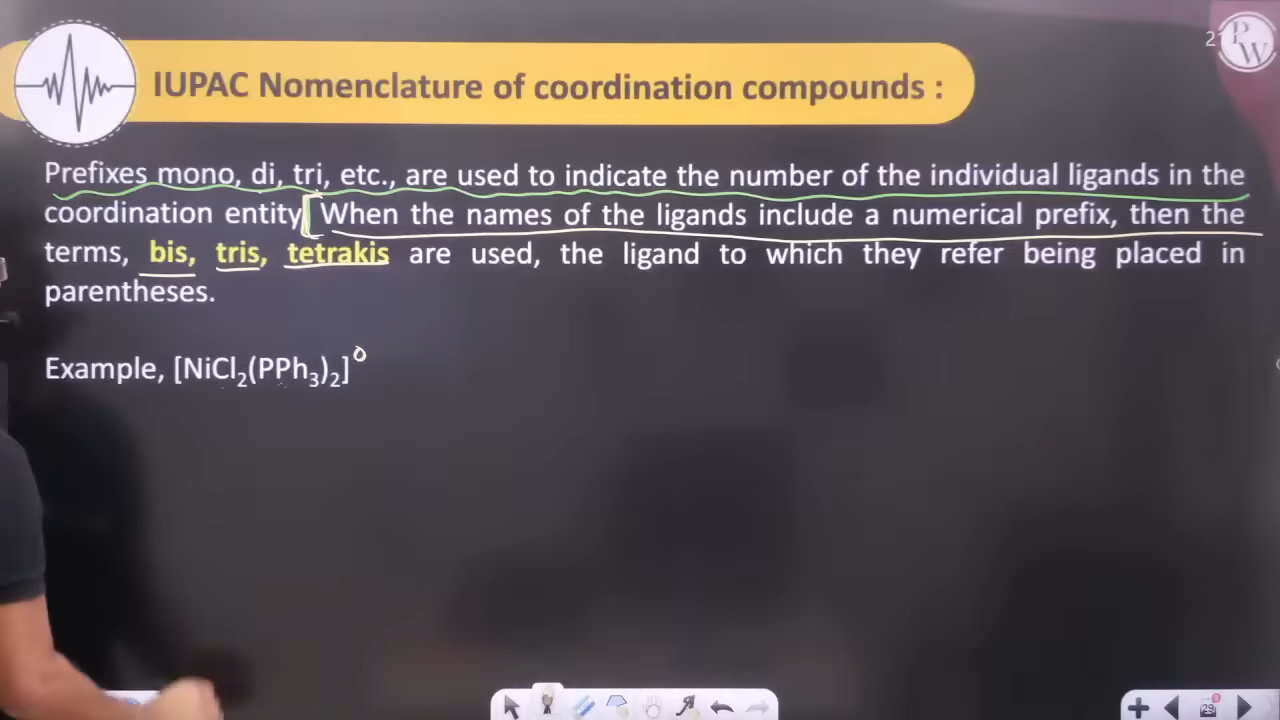 PW
IUPAC Nomenclature of coordination compounds :
Prefixes mono, di, tri, etc., are used to indicate the number of the individual ligands in the
coordination entity When the names of the ligands include a numerical prefix, then the
terms, bis, tris, tetrakis are used, the ligand to which they refer being placed in
parentheses.
Example, [NiCl₂(PPh₃)₂]⁰
29